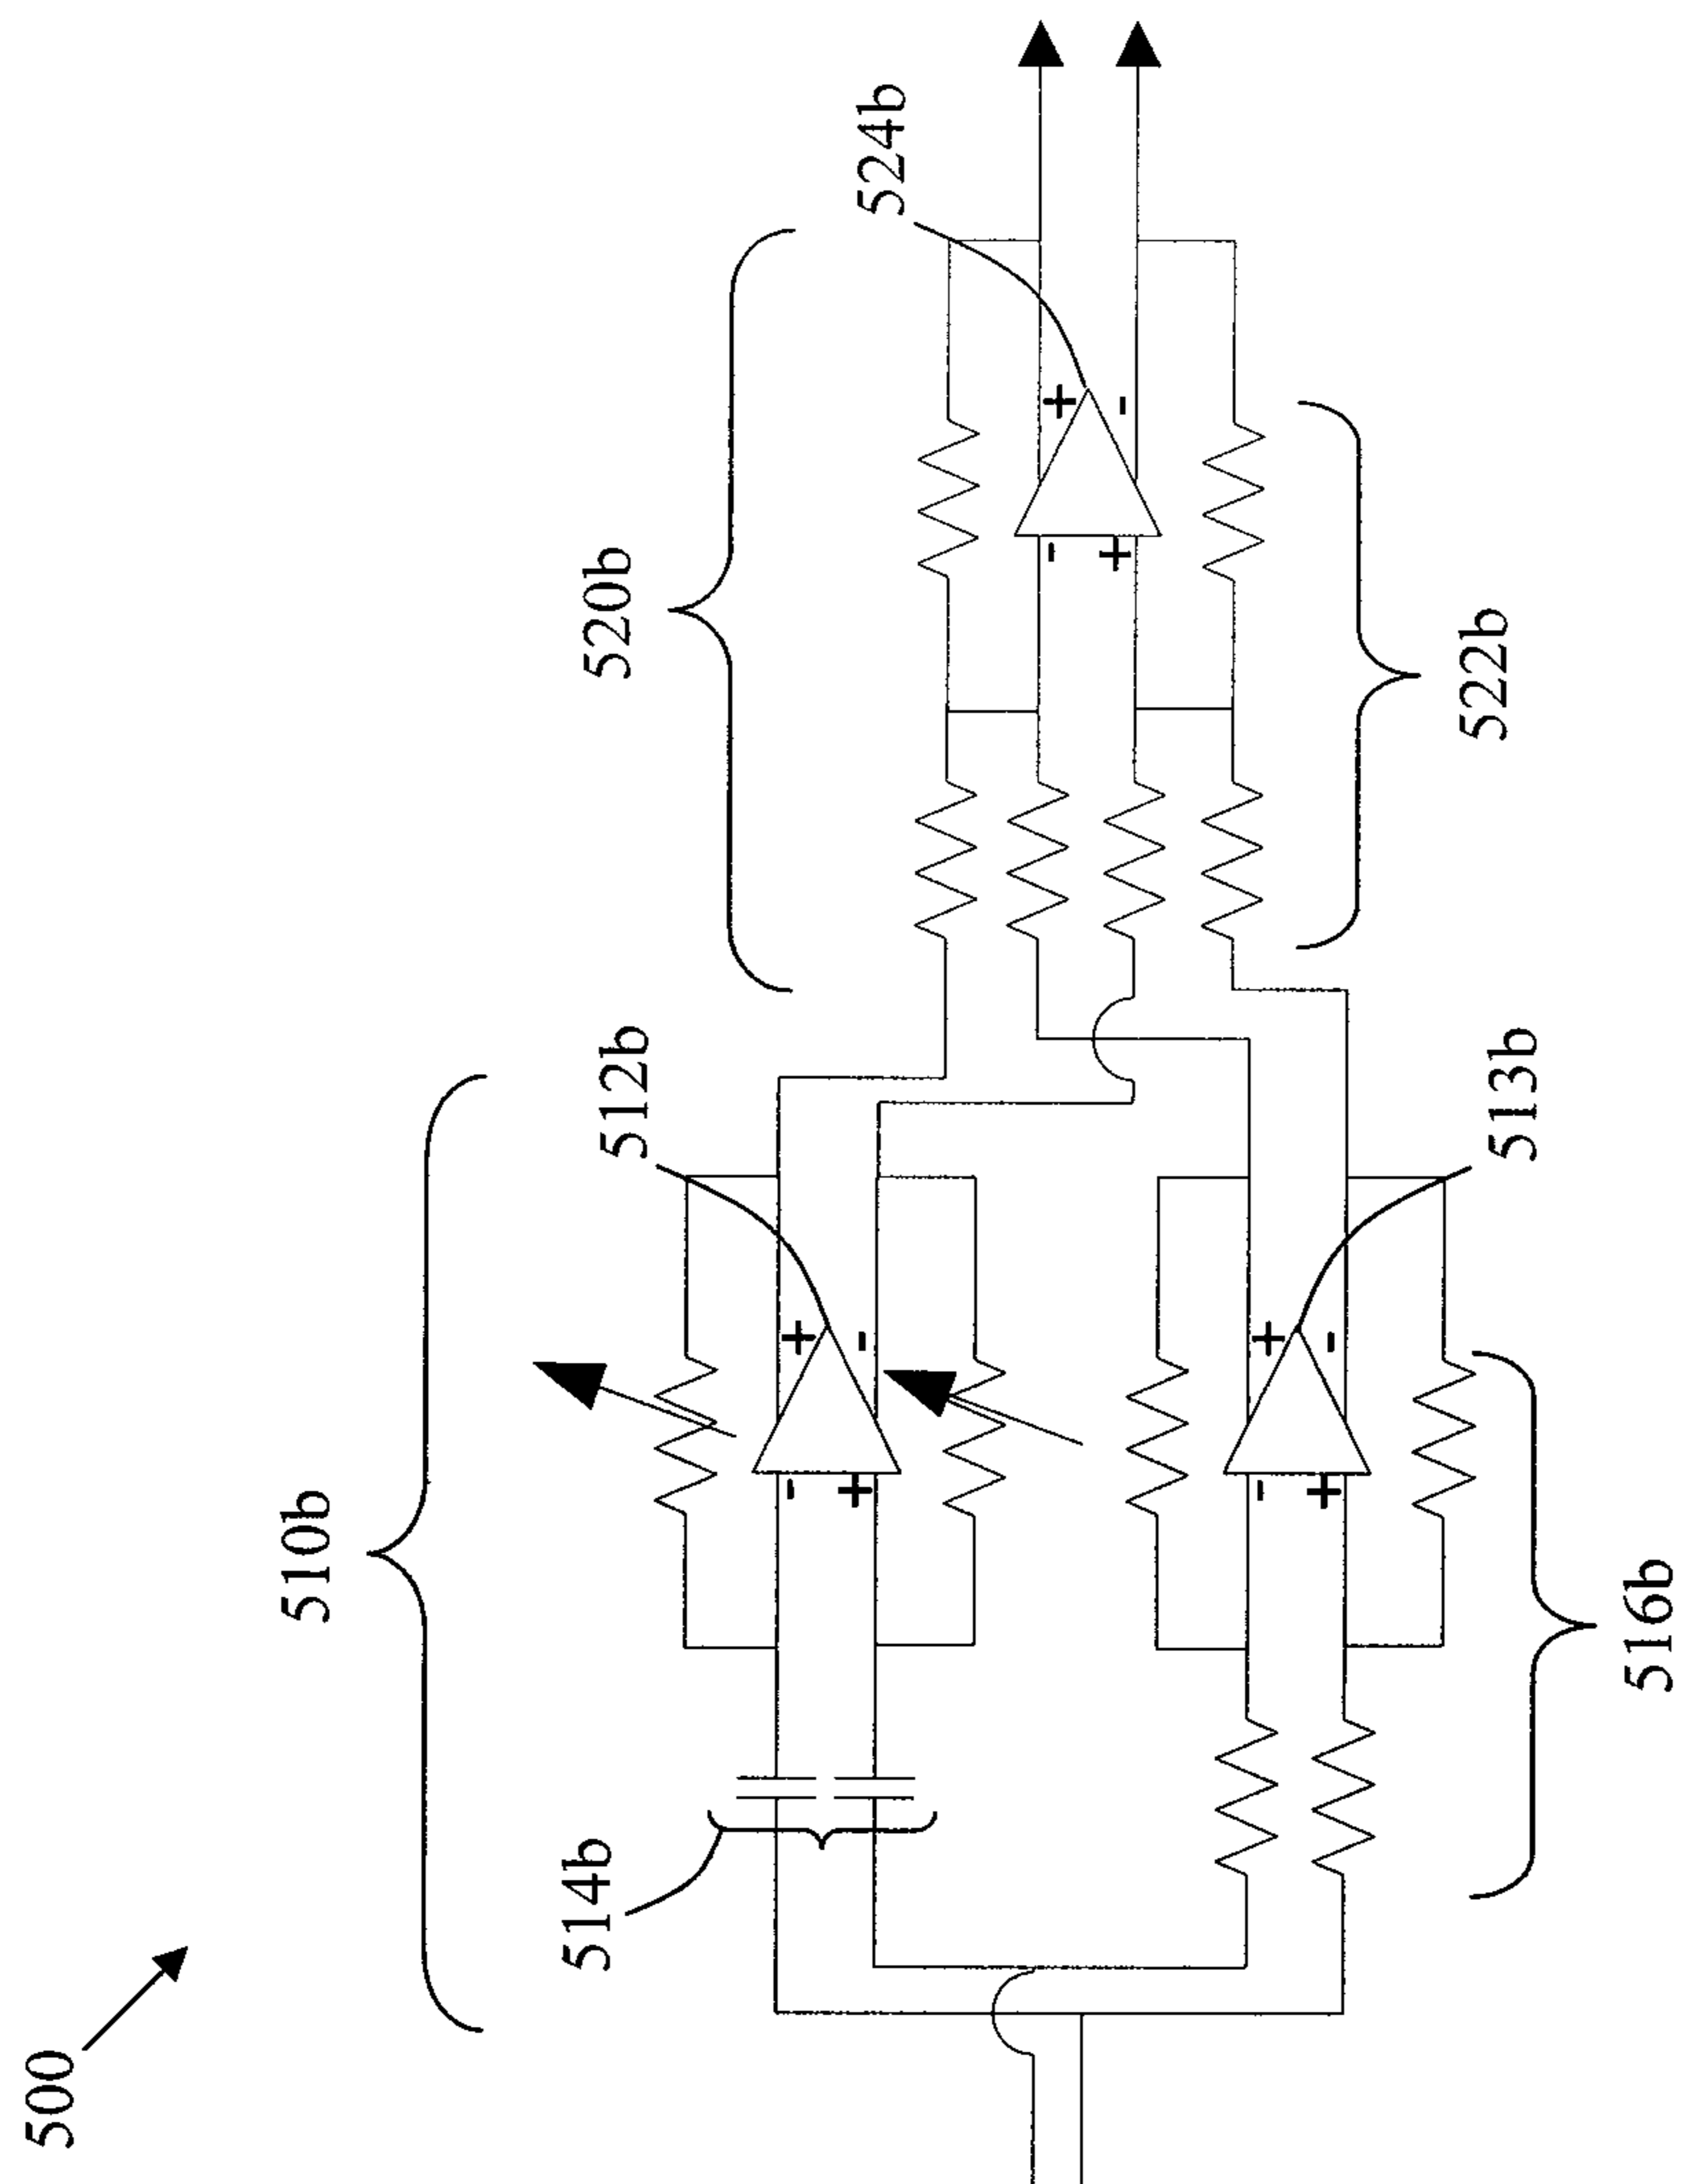 500
510b
514b
512b
520b
524b
- +
+ -
- +
+ -
- +
+ -
522b
513b
516b